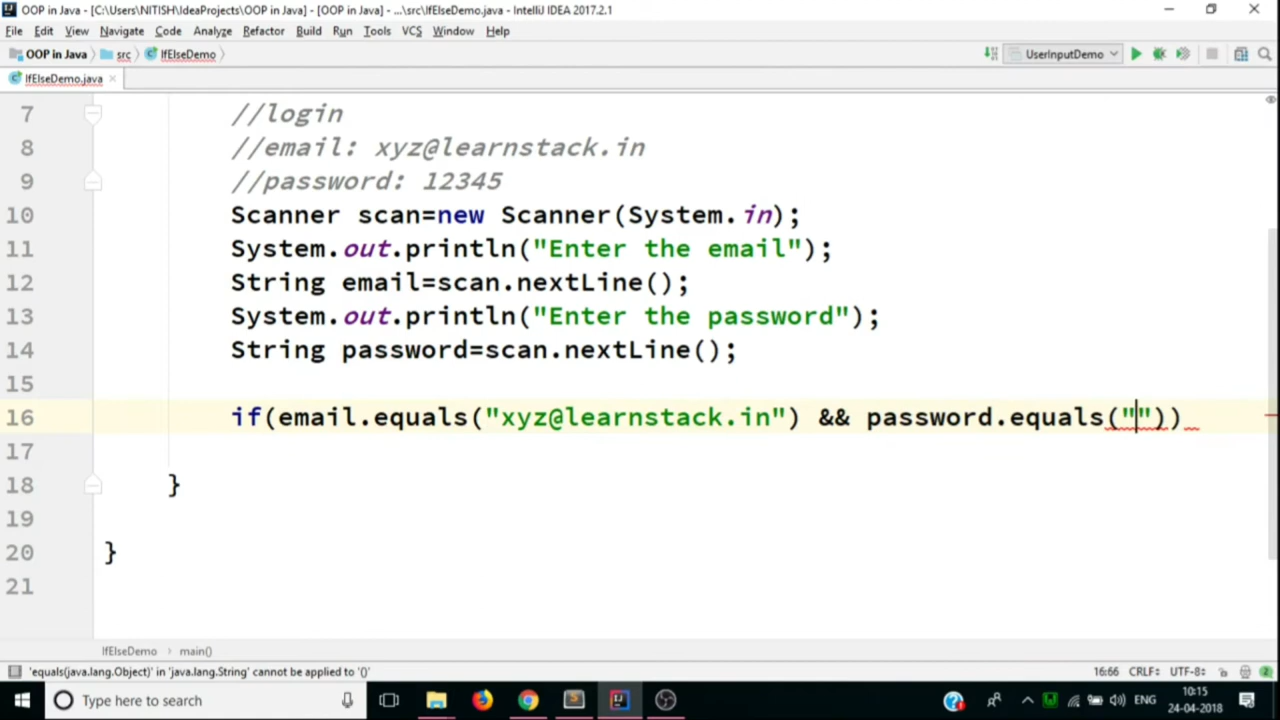 OOP in Java - [C:\Users\NITISH\IdeaProjects\OOP in Java] - [OOP in Java] - ...\src\IfElseDemo.java - IntelliJ IDEA 2017.2.1
File Edit View Navigate Code Analyze Refactor Build Run Tools VCS Window Help
OOP in Java src IfElseDemo UserInputDemo
IfElseDemo.java
7 //login
8 //email: xyz@learnstack.in
9 //password: 12345
10 Scanner scan=new Scanner(System.in);
11 System.out.println("Enter the email");
12 String email=scan.nextLine();
13 System.out.println("Enter the password");
14 String password=scan.nextLine();
15
16 if(email.equals("xyz@learnstack.in") && password.equals(""))
17
18 }
19
20 }
21
IfElseDemo main()
'equals(java.lang.Object)' in 'java.lang.String' cannot be applied to '()' 16:66 CRLF UTF-8 2
Type here to search ENG 10:15
24-04-2018